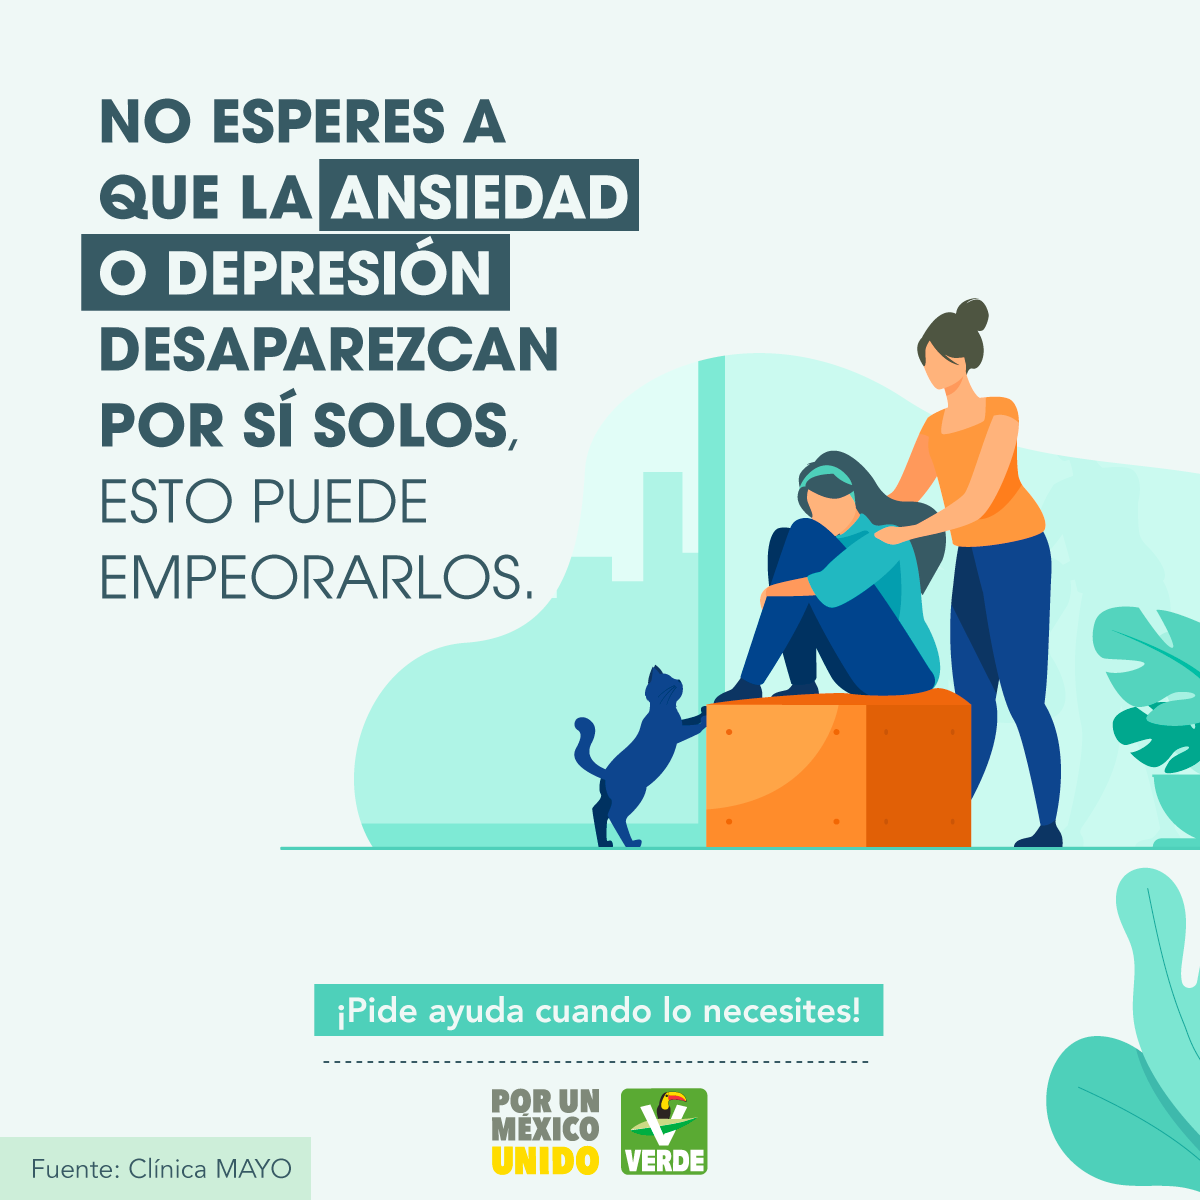 NO ESPERES A
QUE LA ANSIEDAD
O DEPRESIÓN
DESAPAREZCAN
POR SÍ SOLOS,
ESTO PUEDE
EMPEORARLOS.
¡Pide ayuda cuando lo necesites!
POR UN
MÉXICO
UNIDO
V
VERDE
Fuente: Clínica MAYO